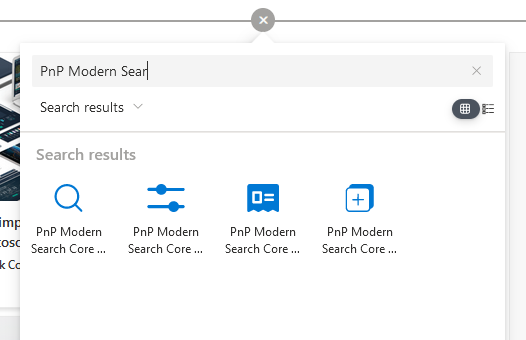 PnP Modern Sear
Search results
Search results
PnP Modern
Search Core ...
PnP Modern
Search Core ...
PnP Modern
Search Core ...
PnP Modern
Search Core ...
imp
tosc
k Co